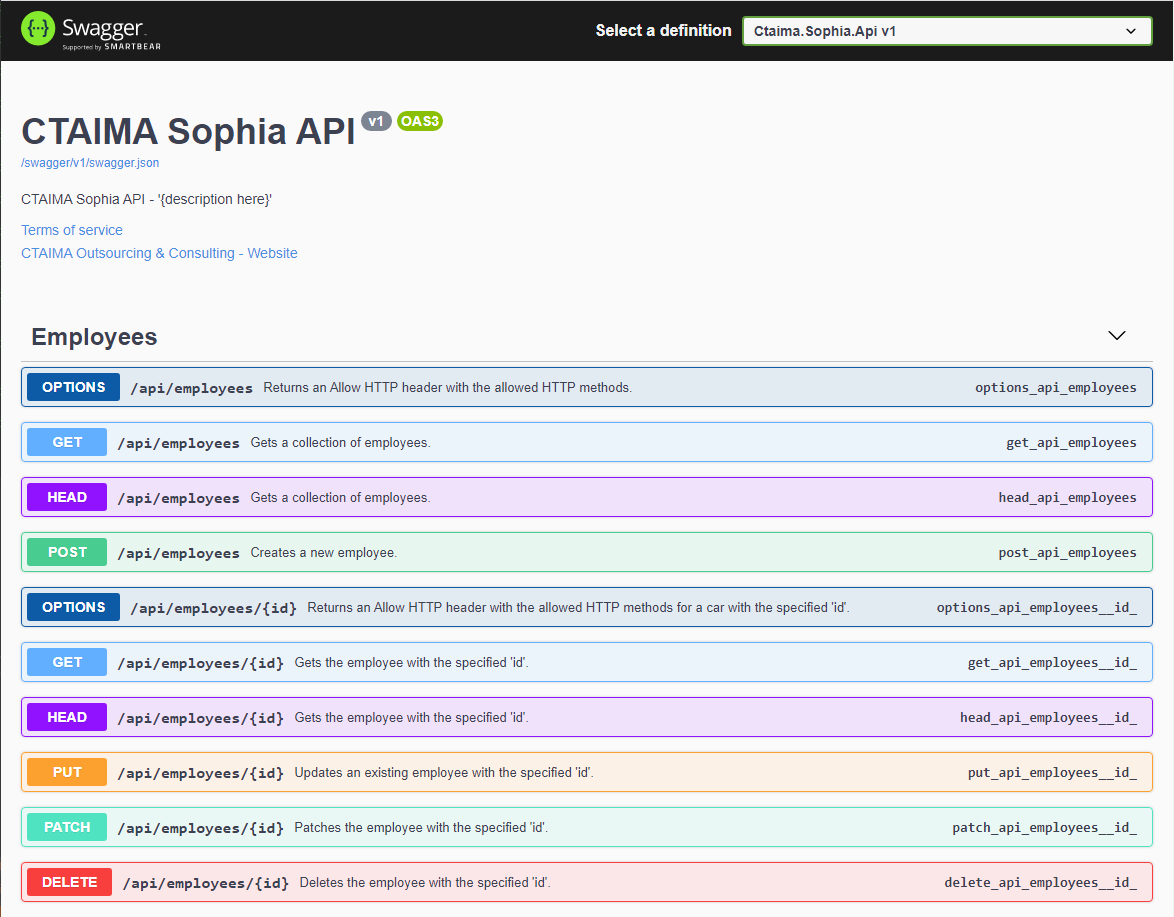 {··} Swagger
Supported by SMARTBEAR
Select a definition
Ctaima.Sophia.Api v1
CTAIMA Sophia API v1 OAS3
/swagger/v1/swagger.json
CTAIMA Sophia API - '{description here}'
Terms of service
CTAIMA Outsourcing & Consulting - Website
Employees
OPTIONS /api/employees Returns an Allow HTTP header with the allowed HTTP methods. options_api_employees
GET /api/employees Gets a collection of employees. get_api_employees
HEAD /api/employees Gets a collection of employees. head_api_employees
POST /api/employees Creates a new employee. post_api_employees
OPTIONS /api/employees/{id} Returns an Allow HTTP header with the allowed HTTP methods for a car with the specified 'id'. options_api_employees__id_
GET /api/employees/{id} Gets the employee with the specified 'id'. get_api_employees__id_
HEAD /api/employees/{id} Gets the employee with the specified 'id'. head_api_employees__id_
PUT /api/employees/{id} Updates an existing employee with the specified 'id'. put_api_employees__id_
PATCH /api/employees/{id} Patches the employee with the specified 'id'. patch_api_employees__id_
DELETE /api/employees/{id} Deletes the employee with the specified 'id'. delete_api_employees__id_